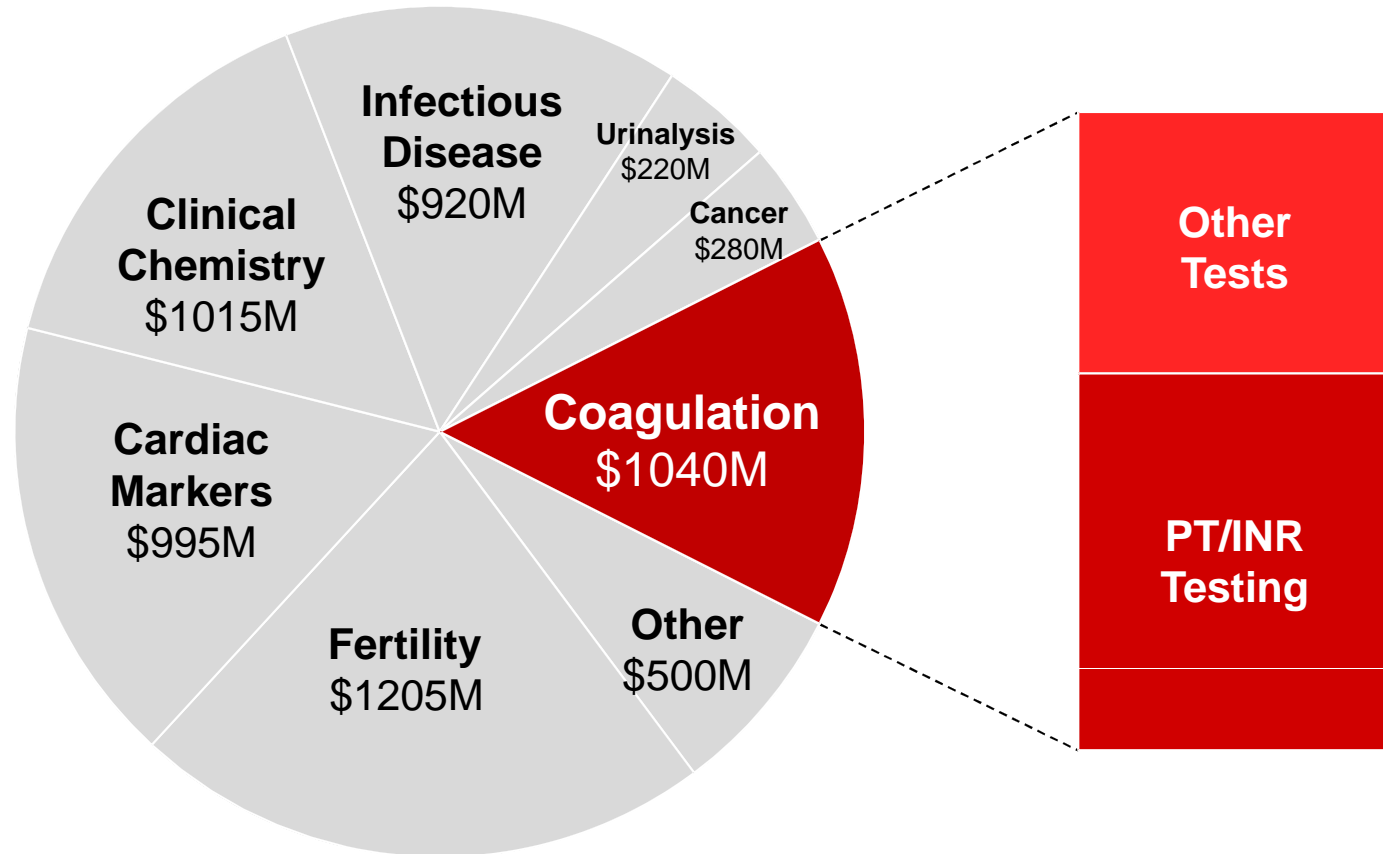 Infectious
Disease
$920M
Urinalysis
$220M
Cancer
$280M
Clinical
Chemistry
$1015M
Coagulation
$1040M
Cardiac
Markers
$995M
Fertility
$1205M
Other
$500M
Other
Tests
PT/INR
Testing